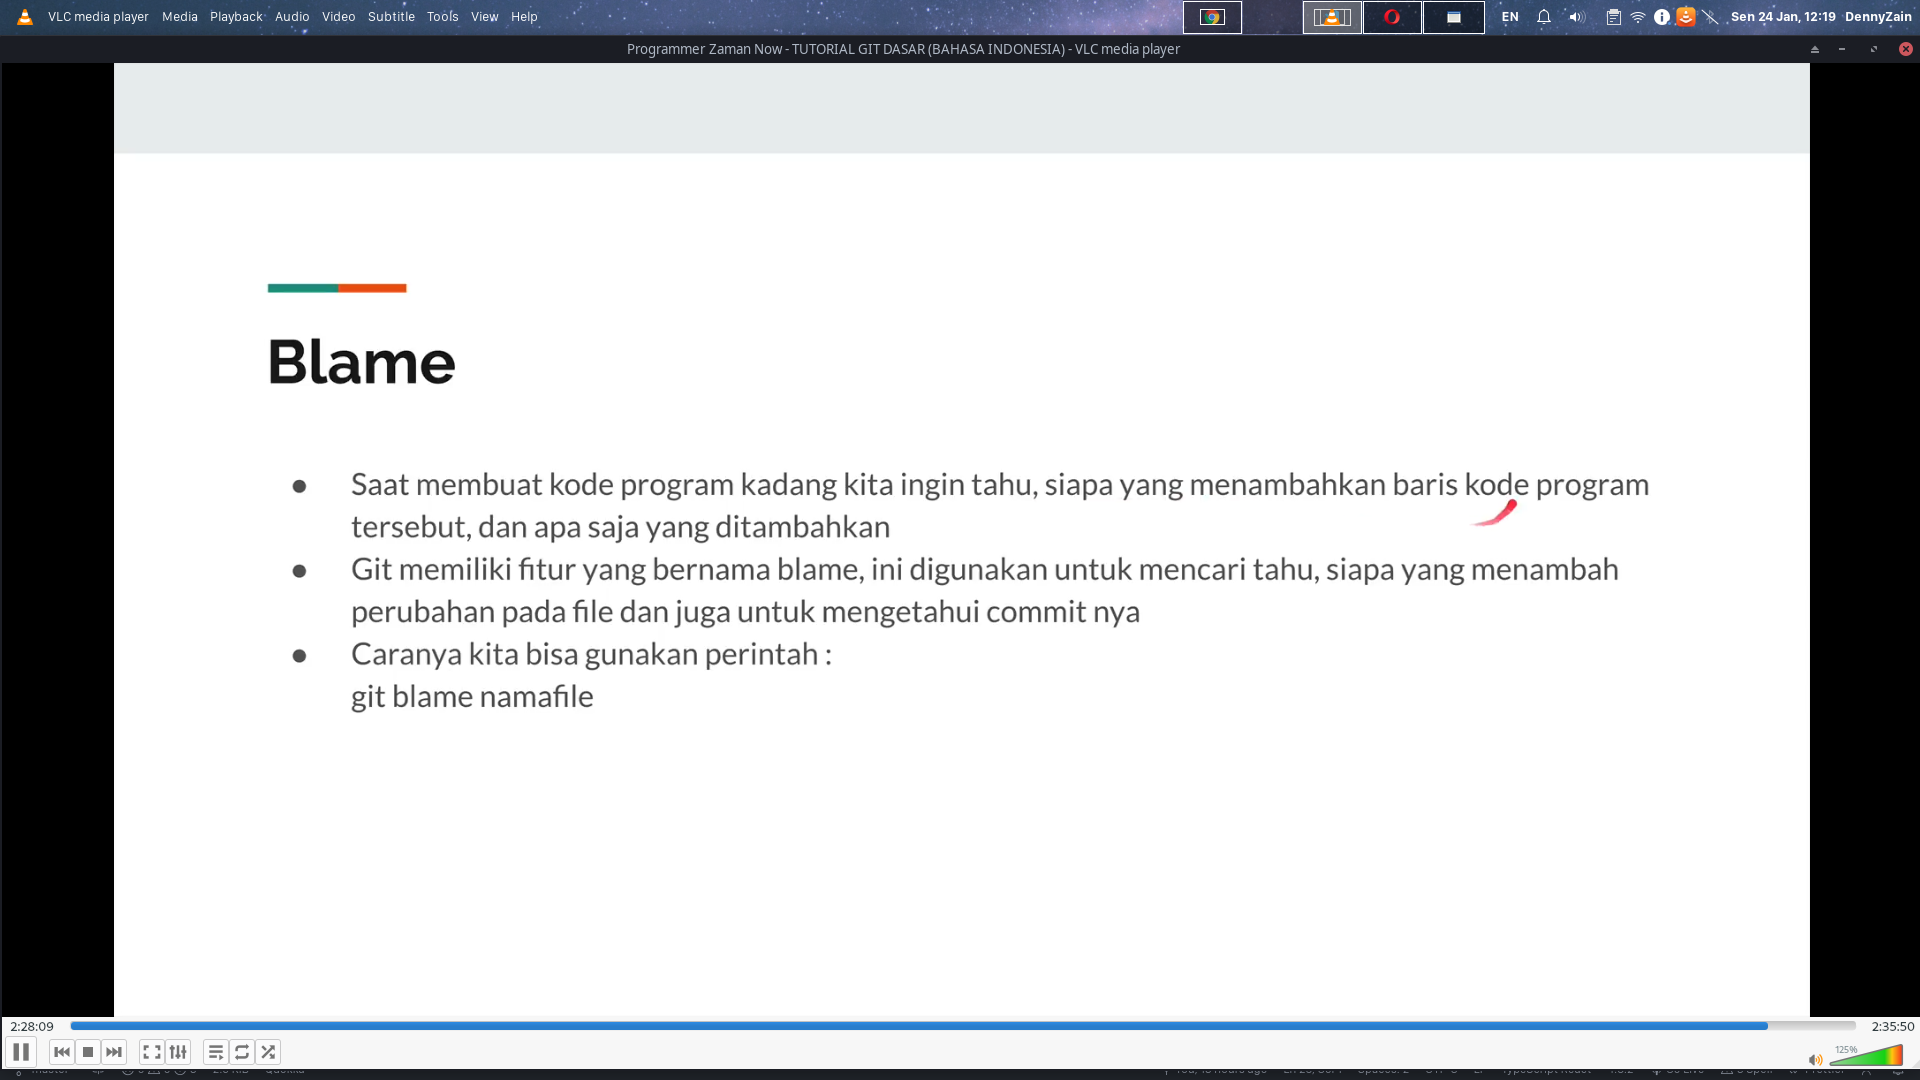 VLC media player Media Playback Audio Video Subtitle Tools View Help EN Sen 24 Jan, 12:19 DennyZain
Programmer Zaman Now - TUTORIAL GIT DASAR (BAHASA INDONESIA) - VLC media player
Blame
● Saat membuat kode program kadang kita ingin tahu, siapa yang menambahkan baris kode program
tersebut, dan apa saja yang ditambahkan
● Git memiliki fitur yang bernama blame, ini digunakan untuk mencari tahu, siapa yang menambah
perubahan pada file dan juga untuk mengetahui commit nya
● Caranya kita bisa gunakan perintah :
git blame namafile
2:28:09 2:35:50
125%